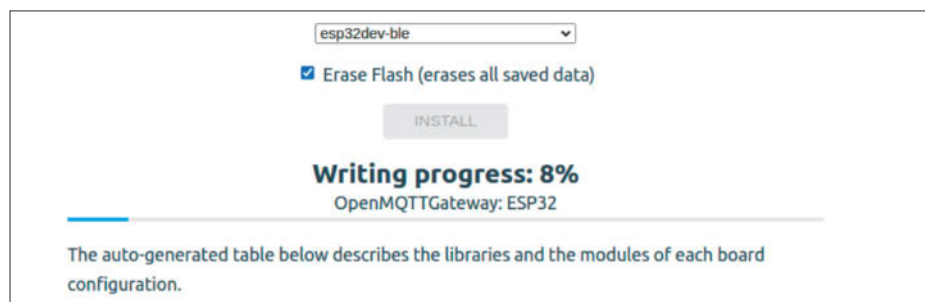 esp32dev-ble
Erase Flash (erases all saved data)
INSTALL
Writing progress: 8%
OpenMQTTGateway: ESP32
The auto-generated table below describes the libraries and the modules of each board
configuration.